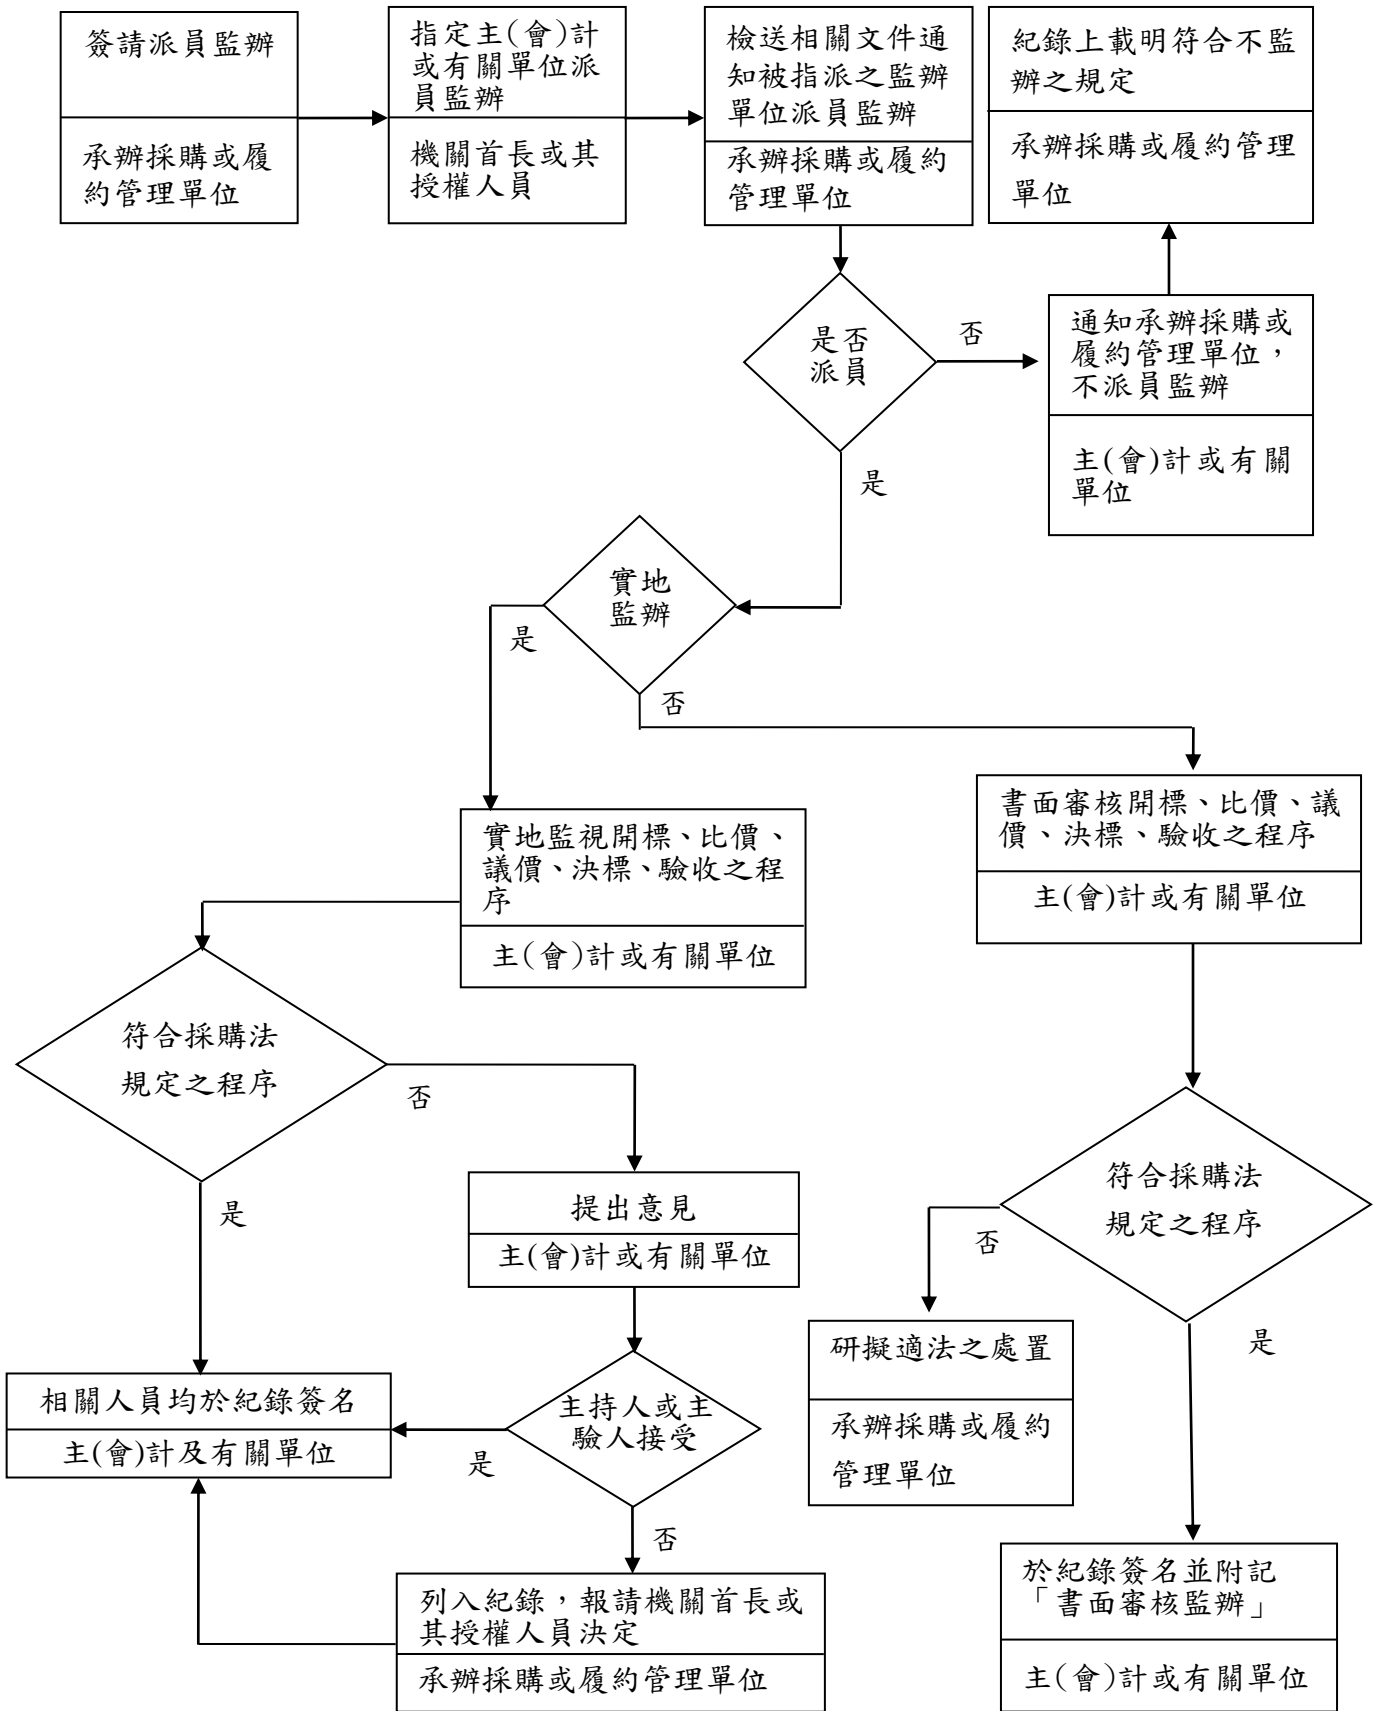 簽請派員監辦
承辦採購或履
約管理單位
指定主(會)計
或有關單位派
員監辦
機關首長或其
授權人員
檢送相關文件通
知被指派之監辦
單位派員監辦
承辦採購或履約
管理單位
紀錄上載明符合不監
辦之規定
承辦採購或履約管理
單位
是否
派員
否
是
通知承辦採購或
履約管理單位，
不派員監辦
主(會)計或有關
單位
實地
監辦
是
否
實地監視開標、比價、
議價、決標、驗收之程
序
主(會)計或有關單位
書面審核開標、比價、議
價、決標、驗收之程序
主(會)計或有關單位
符合採購法
規定之程序
否
是
提出意見
主(會)計或有關單位
符合採購法
規定之程序
否
是
研擬適法之處置
承辦採購或履約
管理單位
相關人員均於紀錄簽名
主(會)計及有關單位
主持人或主
驗人接受
是
否
列入紀錄，報請機關首長或
其授權人員決定
承辦採購或履約管理單位
於紀錄簽名並附記
「書面審核監辦」
主(會)計或有關單位